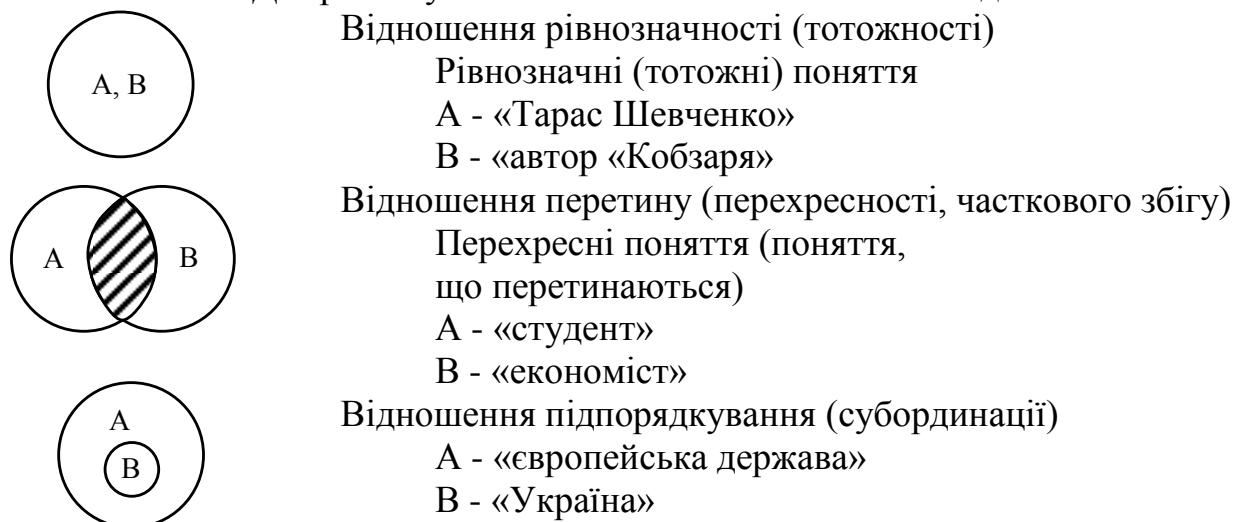 Відношення рівнозначності (тотожності)
А, В
Рівнозначні (тотожні) поняття
А - «Тарас Шевченко»
В - «автор «Кобзаря»
Відношення перетину (перехресності, часткового збігу)
А В
Перехресні поняття (поняття,
що перетинаються)
А - «студент»
В - «економіст»
Відношення підпорядкування (субординації)
А
В
А - «європейська держава»
В - «Україна»